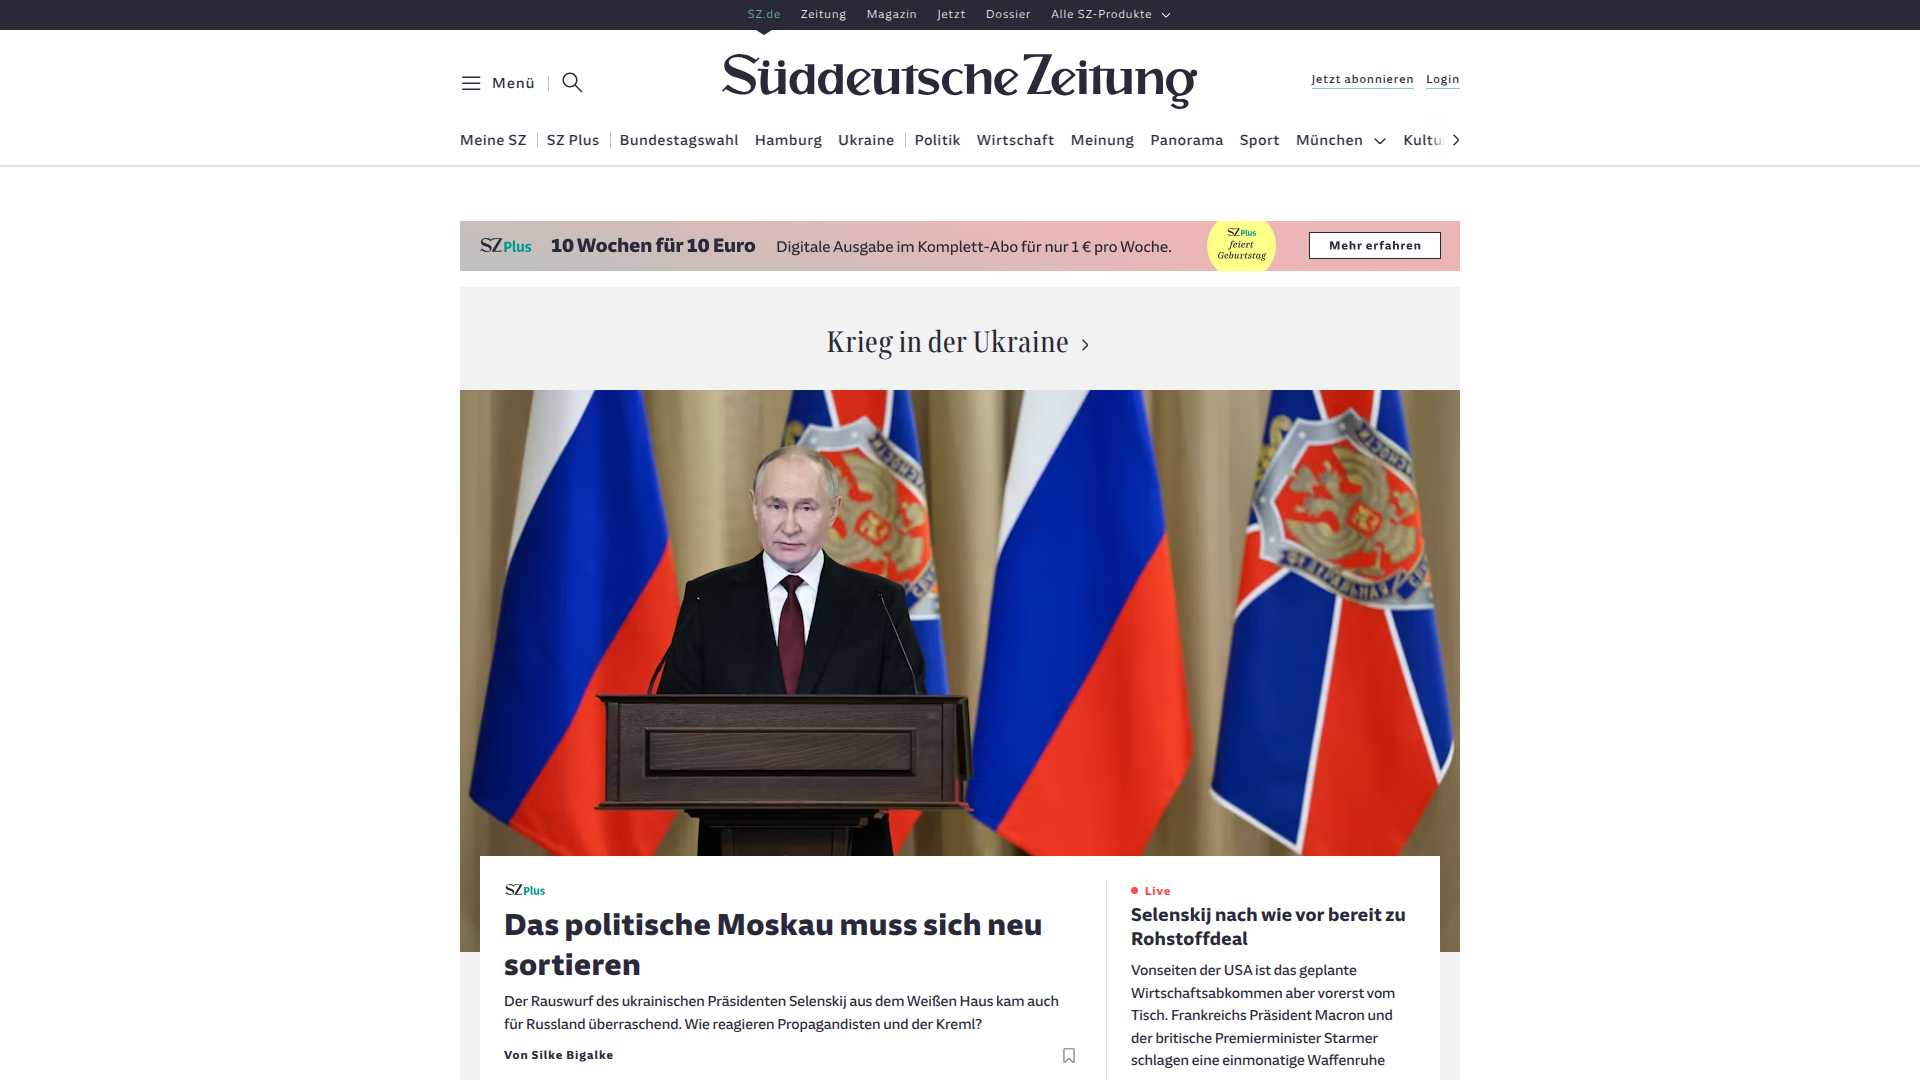 SZ.de Zeitung Magazin Jetzt Dossier Alle SZ-Produkte
Menü
Süddeutsche Zeitung
Jetzt abonnieren Login
Meine SZ SZ Plus Bundestagswahl Hamburg Ukraine Politik Wirtschaft Meinung Panorama Sport München Kultu
SZ Plus 10 Wochen für 10 Euro Digitale Ausgabe im Komplett-Abo für nur 1 € pro Woche.
SZ Plus
feiert
Geburtstag
Mehr erfahren
Krieg in der Ukraine
SZ Plus
Das politische Moskau muss sich neu
sortieren
Der Rauswurf des ukrainischen Präsidenten Selenskij aus dem Weißen Haus kam auch
für Russland überraschend. Wie reagieren Propagandisten und der Kreml?
Von Silke Bigalke
Live
Selenskij nach wie vor bereit zu
Rohstoffdeal
Vonseiten der USA ist das geplante
Wirtschaftsabkommen aber vorerst vom
Tisch. Frankreichs Präsident Macron und
der britische Premierminister Starmer
schlagen eine einmonatige Waffenruhe